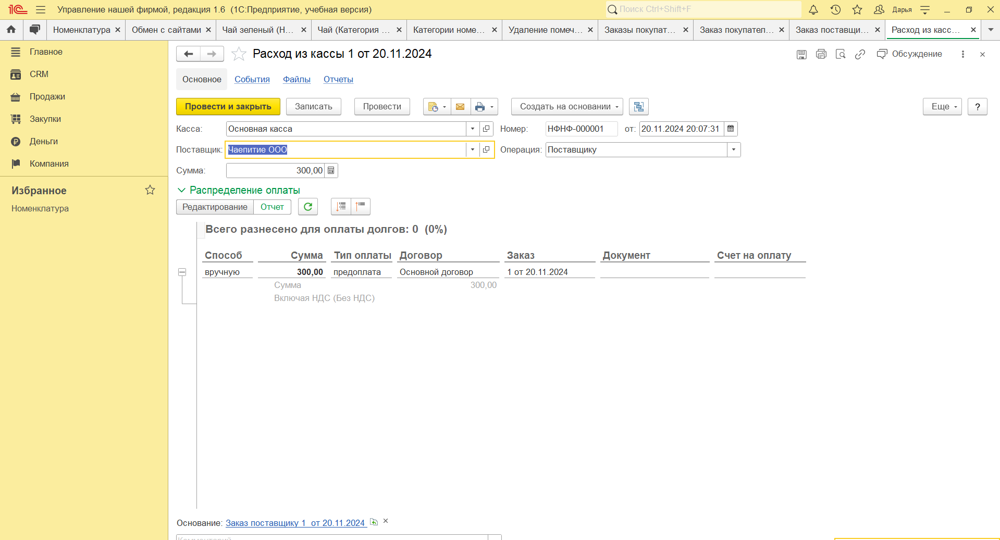 1С Управление нашей фирмой, редакция 1.6 (1С:Предприятие, учебная версия) Поиск Ctrl+Shift+F Дарья
Номенклатура Обмен с сайтами Чай зеленый (Н... Чай (Категория ... Категории номе... Удаление помеч... Заказы покупат... Заказ покупател... Заказ поставщи... Расход из касс...
Главное
CRM
Продажи
Закупки
Деньги
Компания
Избранное
Номенклатура
Расход из кассы 1 от 20.11.2024 Обсуждение
Основное События Файлы Отчеты
Провести и закрыть Записать Провести Создать на основании Еще ?
Касса: Основная касса Номер: НФНФ-000001 от: 20.11.2024 20:07:31
Поставщик: Чаепитие ООО Операция: Поставщику
Сумма: 300,00
Распределение оплаты
Редактирование Отчет
Всего разнесено для оплаты долгов: 0 (0%)
Способ Сумма Тип оплаты Договор Заказ Документ Счет на оплату
вручную 300,00 предоплата Основной договор 1 от 20.11.2024
Сумма 300,00
Включая НДС (Без НДС)
Основание: Заказ поставщику 1 от 20.11.2024
Комментарий